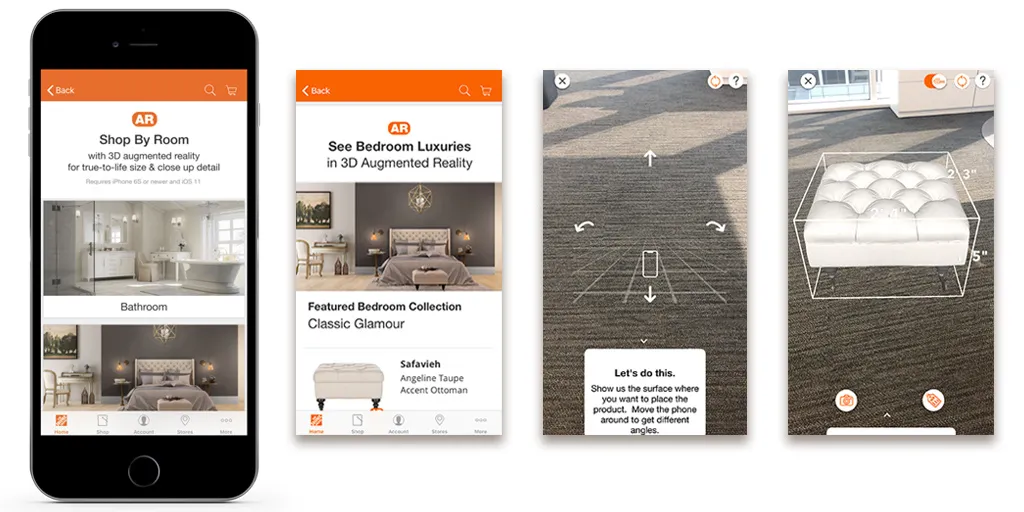 Back
AR
Shop By Room
with 3D augmented reality
for true-to-life size & close up detail
Requires iPhone 6S or newer and iOS 11
Bathroom
Home
Shop
Account
Stores
More
Back
AR
See Bedroom Luxuries
in 3D Augmented Reality
Featured Bedroom Collection
Classic Glamour
Safavieh
Angeline Taupe
Accent Ottoman
Home
Shop
Account
Stores
More
?
Let's do this.
Show us the surface where
you want to place the
product. Move the phone
around to get different
angles.
?
2' 3"
5"